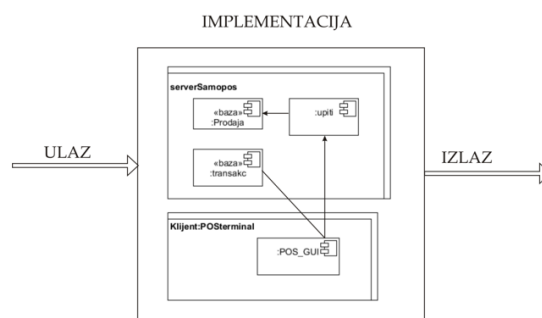 IMPLEMENTACIJA
serverSamopos
«baza»
:Prodaja
:upiti
«baza»
:transakc
ULAZ
IZLAZ
Klijent:POSterminal
:POS_GUI